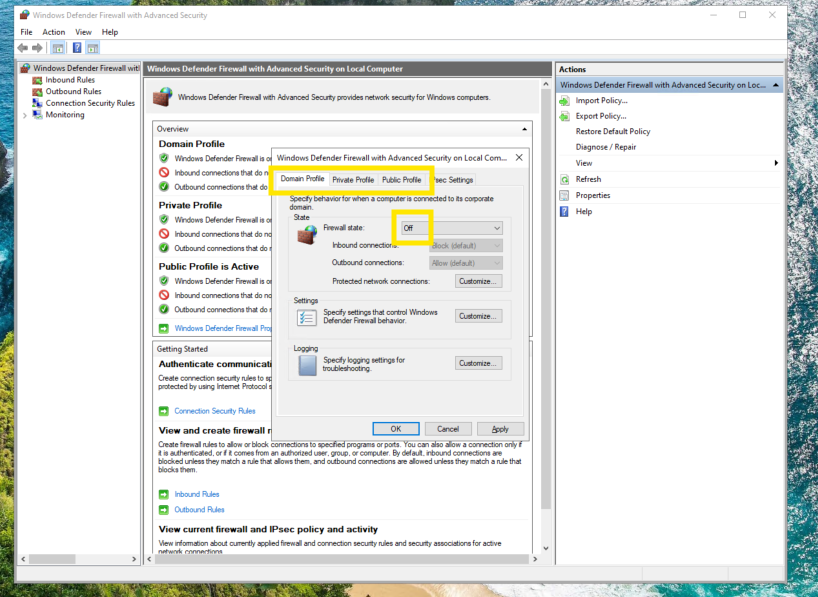 Windows Defender Firewall with Advanced Security
File Action View Help
Windows Defender Firewall witl
Inbound Rules
Outbound Rules
Connection Security Rules
Monitoring
Windows Defender Firewall with Advanced Security on Local Computer
Windows Defender Firewall with Advanced Security provides network security for Windows computers.
Overview
Domain Profile
Windows Defender Firewall is or
Inbound connections that do n
Outbound connections that do
Private Profile
Windows Defender Firewall is or
Inbound connections that do no
Outbound connections that do r
Public Profile is Active
Windows Defender Firewall is or
Inbound connections that do no
Outbound connections that do r
Windows Defender Firewall Prop
Getting Started
Authenticate communicati
Create connection security rules to sp
protected by using Internet Protocol s
Connection Security Rules
View and create firewall r
Create firewall rules to allow or block connections to specified programs or ports. You can also allow a connection only if
it is authenticated, or if it comes from an authorized user, group, or computer. By default, inbound connections are
blocked unless they match a rule that allows them, and outbound connections are allowed unless they match a rule that
blocks them.
Inbound Rules
Outbound Rules
View current firewall and IPsec policy and activity
View information about currently applied firewall and connection security rules and security associations for active
network connections
Windows Defender Firewall with Advanced Security on Local Com...
Domain Profile Private Profile Public Profile sec Settings
Specify behavior for when a computer is connected to its corporate
domain.
State
Firewall state: Off
Inbound connections: Block (default)
Outbound connections: Allow (default)
Protected network connections: Customize...
Settings
Specify settings that control Windows
Defender Firewall behavior.
Customize...
Logging
Specify logging settings for
troubleshooting.
Customize...
OK Cancel Apply
Actions
Windows Defender Firewall with Advanced Security on Loc...
Import Policy...
Export Policy...
Restore Default Policy
Diagnose / Repair
View
Refresh
Properties
Help